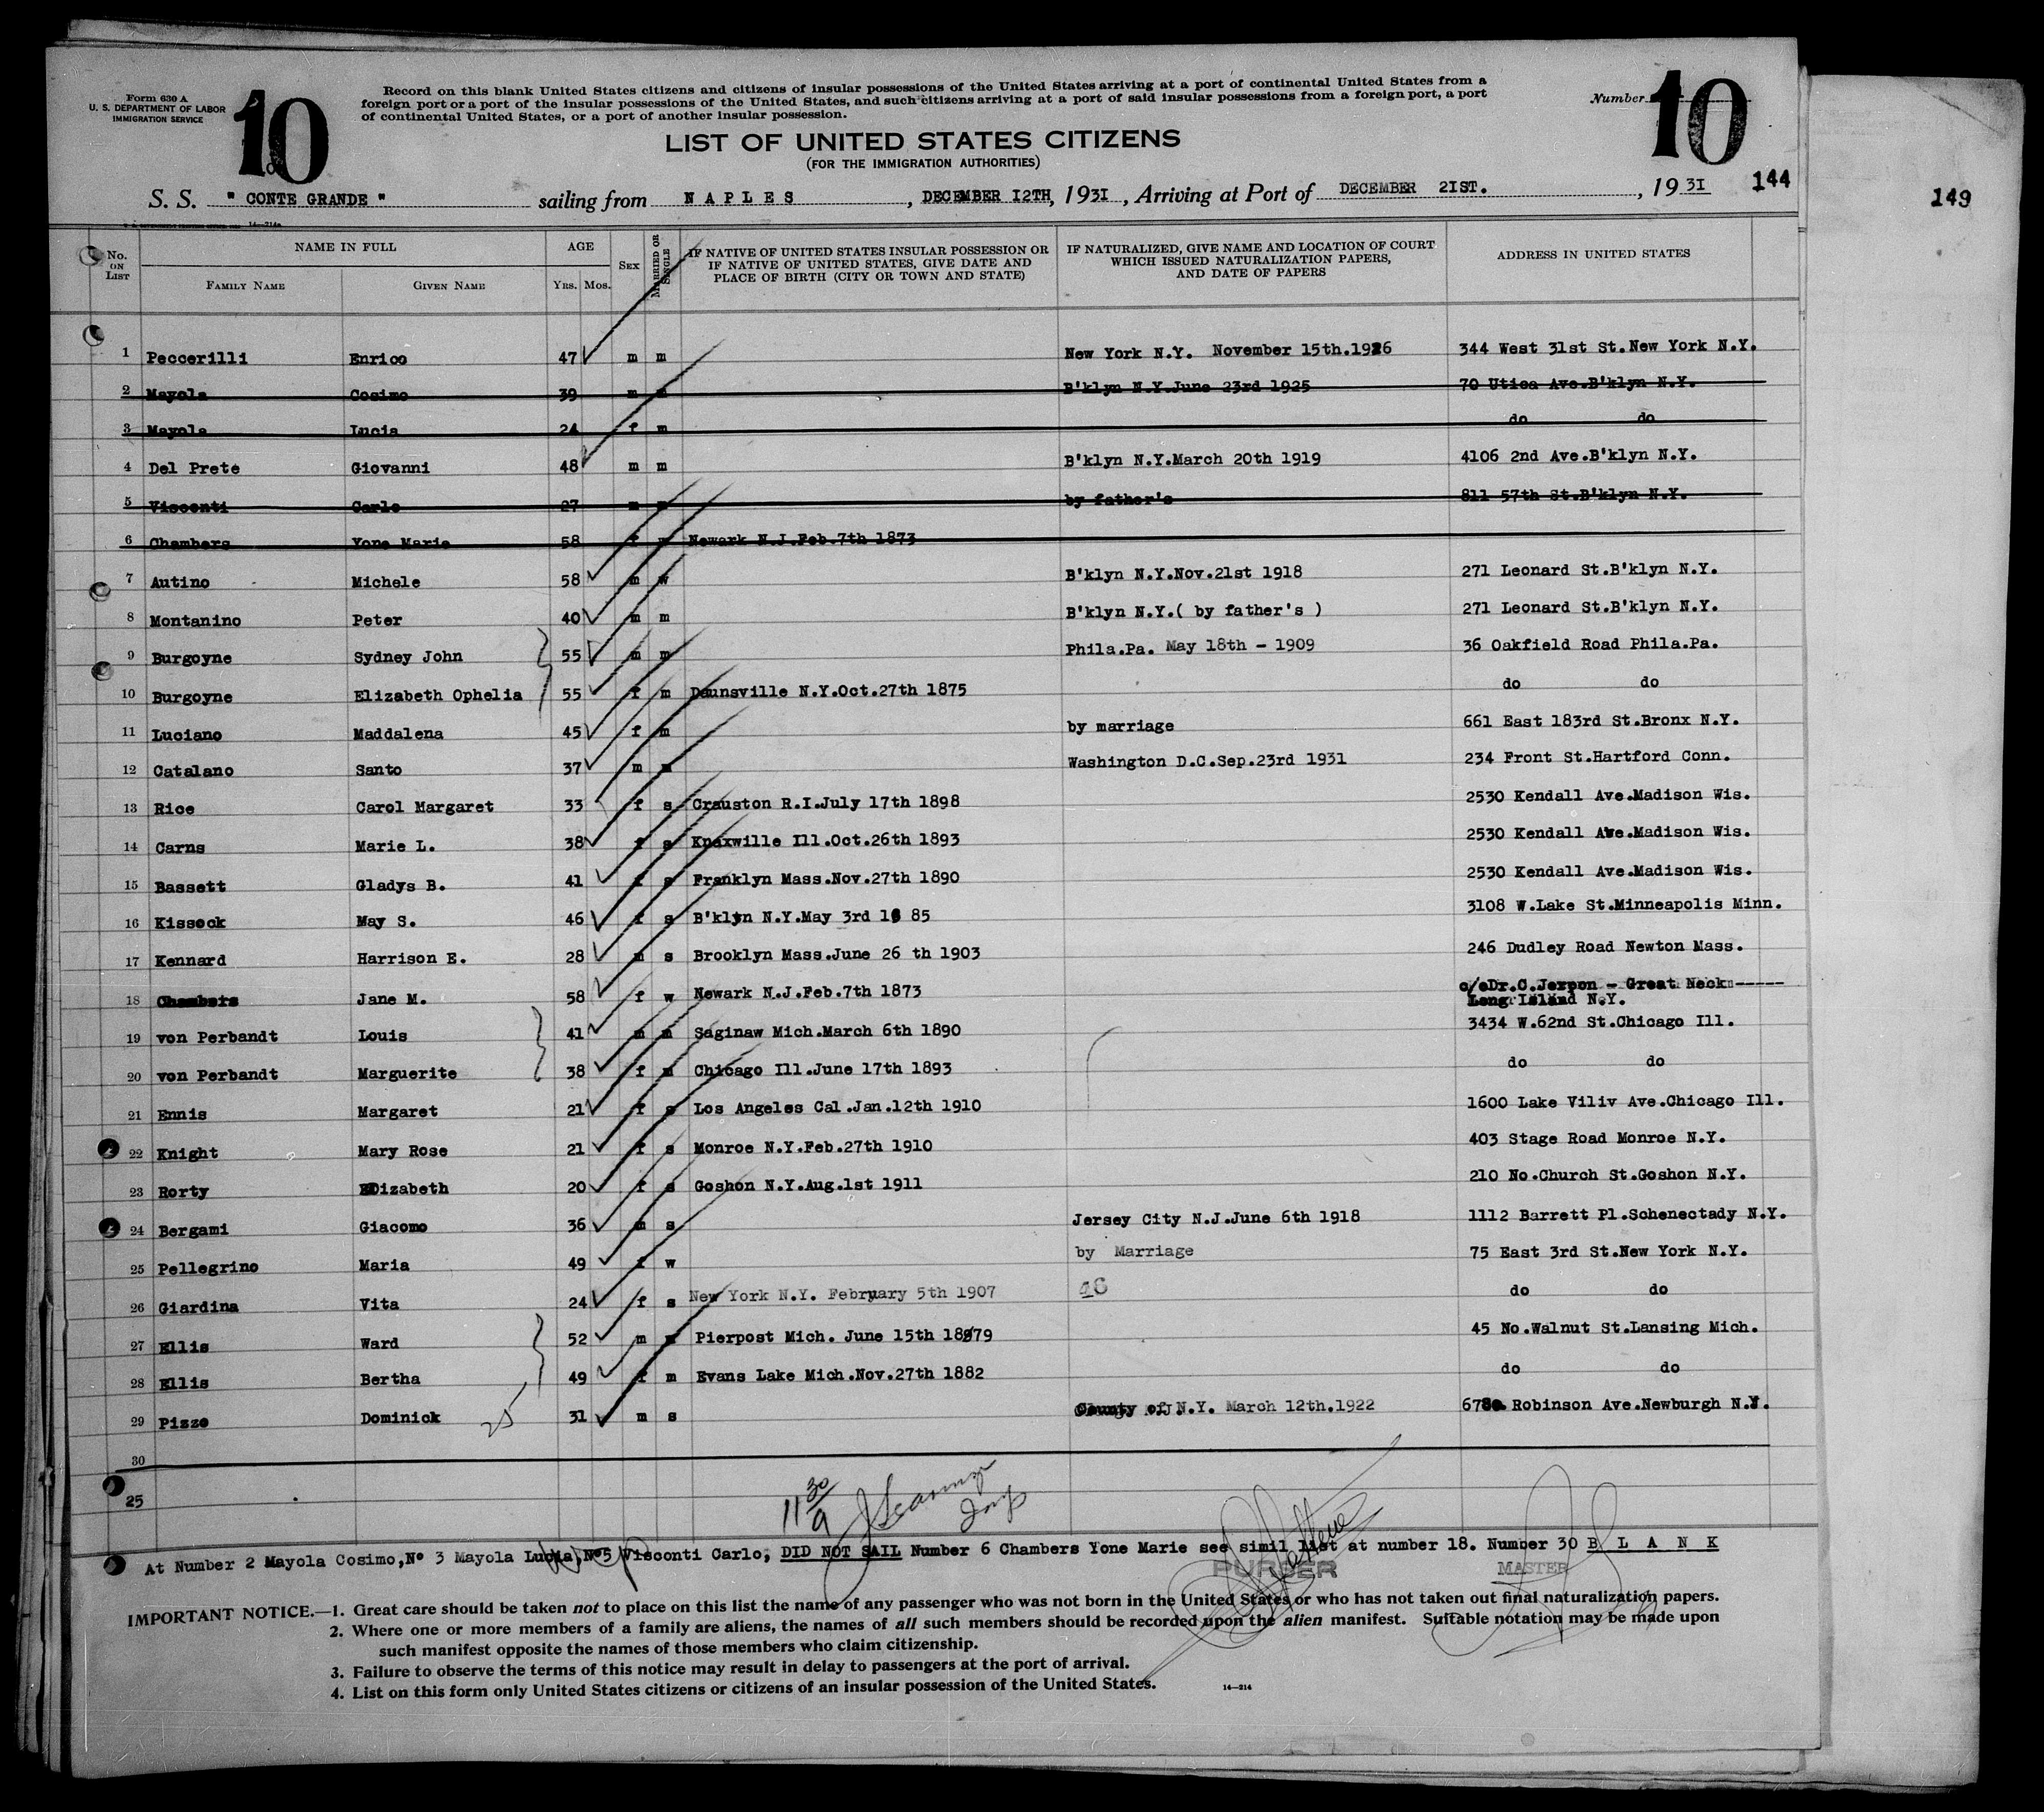 Form 630 A
U. S. DEPARTMENT OF LABOR
IMMIGRATION SERVICE
10
Record on this blank United States citizens and citizens of insular possessions of the United States arriving at a port of continental United States from a
foreign port or a port of the insular possessions of the United States, and such citizens arriving at a port of said insular possessions from a foreign port, a port
of continental United States, or a port of another insular possession.
Number 10
LIST OF UNITED STATES CITIZENS
(FOR THE IMMIGRATION AUTHORITIES)
S. S. " CONTE GRANDE " sailing from N A P L E S , DECEMBER 12TH, 1931, Arriving at Port of DECEMBER 21ST. , 1931 144
149
No. ON LIST NAME IN FULL FAMILY NAME GIVEN NAME AGE YRS. MOS. SEX MARRIED OR SINGLE IF NATIVE OF UNITED STATES INSULAR POSSESSION OR IF NATIVE OF UNITED STATES, GIVE DATE AND PLACE OF BIRTH (CITY OR TOWN AND STATE) IF NATURALIZED, GIVE NAME AND LOCATION OF COURT WHICH ISSUED NATURALIZATION PAPERS, AND DATE OF PAPERS ADDRESS IN UNITED STATES
1 Peccerilli Enrico 47 m m New York N.Y. November 15th.1926 344 West 31st St.New York N.Y.
2 Mayola Cosimo 39 m m B'klyn N.Y.June 23rd 1925 70 Utica Ave.B'klyn N.Y.
3 Mayola Lucia 24 f m do do
4 Del Prete Giovanni 48 m m B'klyn N.Y.March 20th 1919 4106 2nd Ave.B'klyn N.Y.
5 Visconti Carlo 27 m by father's 811 57th St.B'klyn N.Y.
6 Chambers Yone Marie 58 f w Newark N.J.Feb.7th 1873
7 Autino Michele 58 m w B'klyn N.Y.Nov.21st 1918 271 Leonard St.B'klyn N.Y.
8 Montanino Peter 40 m m B'klyn N.Y.( by father's ) 271 Leonard St.B'klyn N.Y.
9 Burgoyne Sydney John 55 m m Phila.Pa. May 18th - 1909 36 Oakfield Road Phila.Pa.
10 Burgoyne Elizabeth Ophelia 55 f m Daunsville N.Y.Oct.27th 1875 do do
11 Luciano Maddalena 45 f m by marriage 661 East 183rd St.Bronx N.Y.
12 Catalano Santo 37 m m Washington D.C.Sep.23rd 1931 234 Front St.Hartford Conn.
13 Rice Carol Margaret 33 f s Crauston R.I.July 17th 1898 2530 Kendall Ave.Madison Wis.
14 Carns Marie L. 38 f s Knoxwille Ill.Oct.26th 1893 2530 Kendall Ave.Madison Wis.
15 Bassett Gladys B. 41 f s Franklyn Mass.Nov.27th 1890 2530 Kendall Ave.Madison Wis.
16 Kissock May S. 46 f s B'klyn N.Y.May 3rd 18 85 3108 W.Lake St.Minneapolis Minn.
17 Kennard Harrison E. 28 m s Brooklyn Mass.June 26 th 1903 246 Dudley Road Newton Mass.
18 Chambers Jane M. 58 f w Newark N.J.Feb.7th 1873 c/oDr.C.Jerpon - Great Neck -----
Long Island N.Y.
19 von Perbandt Louis 41 m m Saginaw Mich.March 6th 1890 3434 W.62nd St.Chicago Ill.
20 von Perbandt Marguerite 38 f m Chicago Ill.June 17th 1893 do do
21 Ennis Margaret 21 f s Los Angeles Cal.Jan.12th 1910 1600 Lake Viliv Ave.Chicago Ill.
22 Knight Mary Rose 21 f s Monroe N.Y.Feb.27th 1910 403 Stage Road Monroe N.Y.
23 Rorty Elizabeth 20 f s Goshon N.Y.Aug.1st 1911 210 No.Church St.Goshon N.Y.
24 Bergami Giacomo 36 m s Jersey City N.J.June 6th 1918 1112 Barrett Pl.Schenectady N.Y.
25 Pellegrino Maria 49 f w by Marriage 75 East 3rd St.New York N.Y.
26 Giardina Vita 24 f s New York N.Y. February 5th 1907 do do
27 Ellis Ward 52 m m Pierpost Mich. June 15th 1879 45 No.Walnut St.Lansing Mich.
28 Ellis Bertha 49 f m Evans Lake Mich.Nov.27th 1882 do do
29 Pizzo Dominick 25 31 m s County of N.Y. March 12th.1922 Robinson Ave.Newburgh N.Y.
30
25
11 30/a
At Number 2 Mayola Cosimo,No 3 Mayola Lucia,No5 Visconti Carlo, DID NOT SAIL Number 6 Chambers Yone Marie see simil list at number 18. Number 30 B L A N K
PURSER MASTER
IMPORTANT NOTICE.—1. Great care should be taken not to place on this list the name of any passenger who was not born in the United States or who has not taken out final naturalization papers.
2. Where one or more members of a family are aliens, the names of all such members should be recorded upon the alien manifest. Suitable notation may be made upon
such manifest opposite the names of those members who claim citizenship.
3. Failure to observe the terms of this notice may result in delay to passengers at the port of arrival.
4. List on this form only United States citizens or citizens of an insular possession of the United States.
14—214